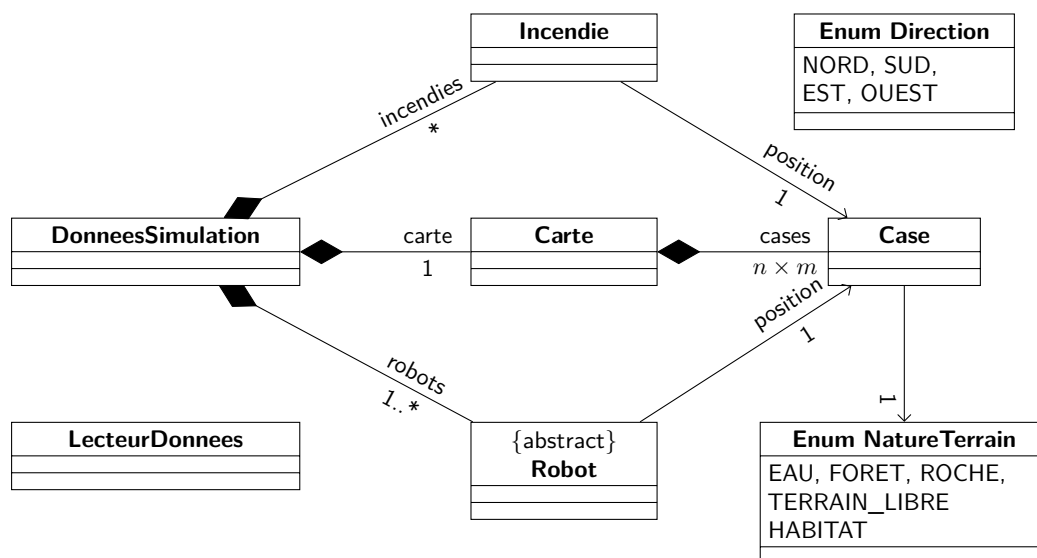 Incendie
Enum Direction
NORD, SUD,
EST, OUEST
incendies
*
position
1
DonneesSimulation
carte
1
Carte
cases
n × m
Case
position
1
robots
1..*
1
LecteurDonnees
{abstract}
Robot
Enum NatureTerrain
EAU, FORET, ROCHE,
TERRAIN_LIBRE
HABITAT